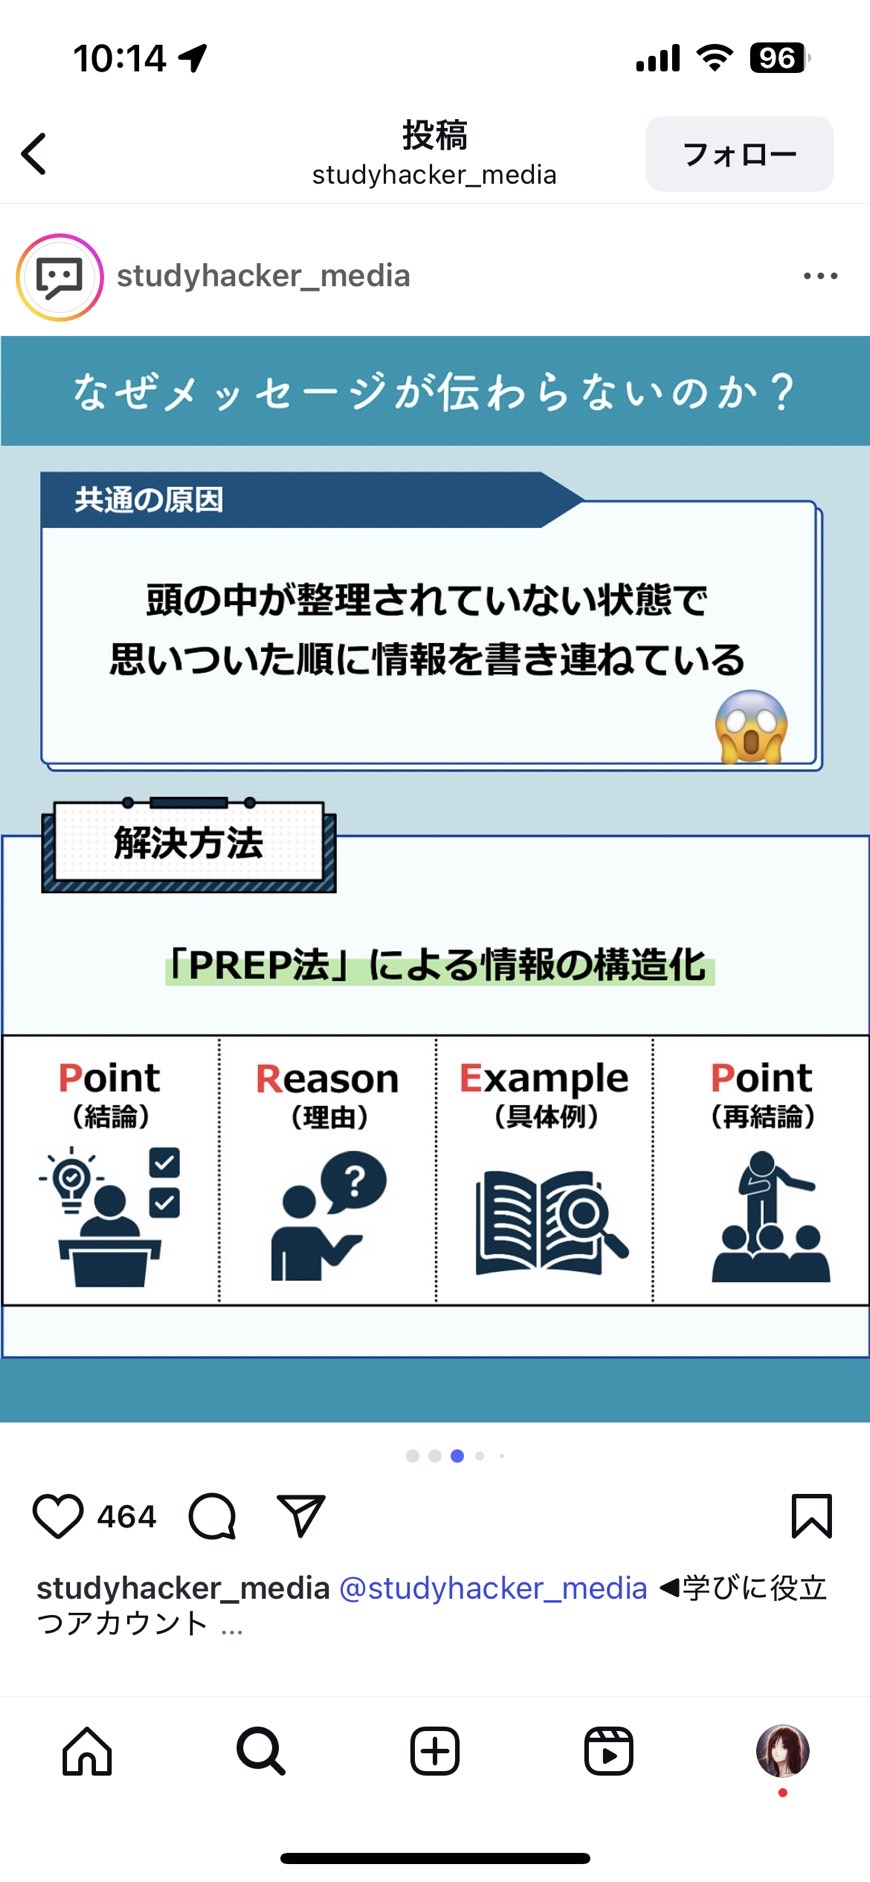 10:14
96
投稿
studyhacker_media
フォロー
studyhacker_media
なぜメッセージが伝わらないのか？
共通の原因
頭の中が整理されていない状態で
思いついた順に情報を書き連ねている
解決方法
「PREP法」による情報の構造化
Point
（結論）
Reason
（理由）
Example
（具体例）
Point
（再結論）
?
464
studyhacker_media @studyhacker_media ◀学びに役立
つアカウント ...